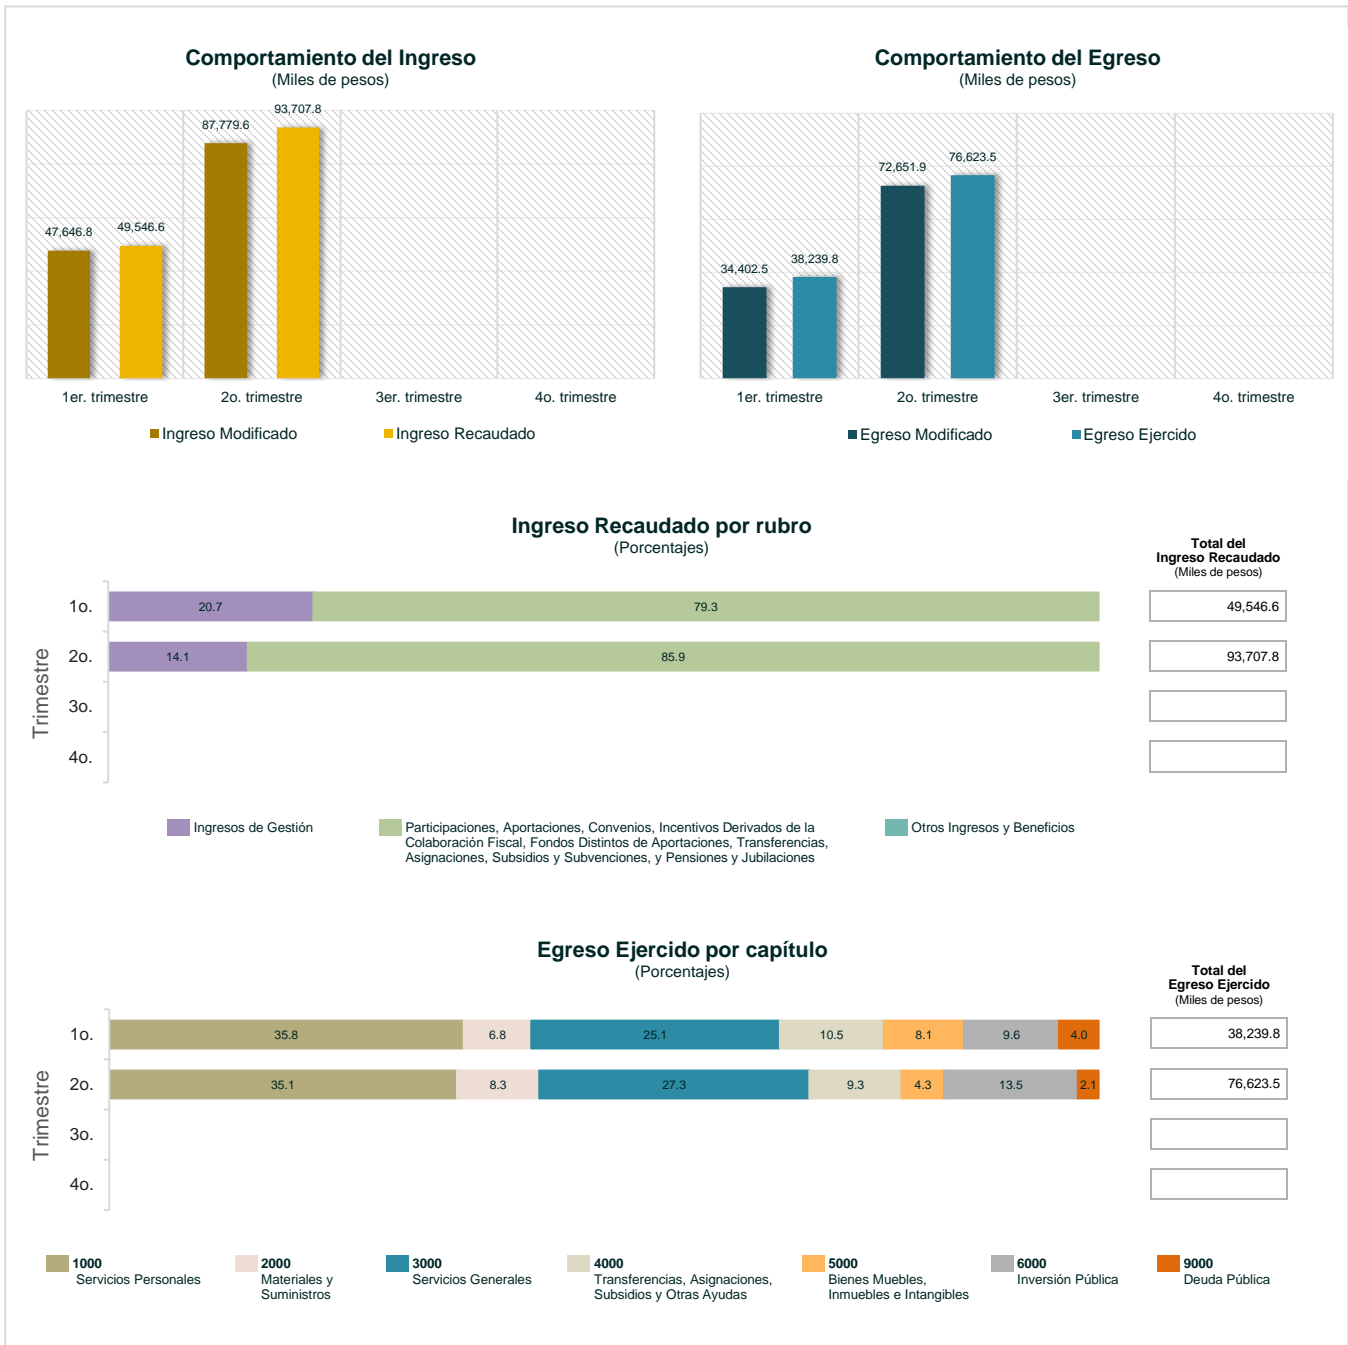 Comportamiento del Ingreso
(Miles de pesos)
93,707.8
87,779.6
49,546.6
47,646.8
1er. trimestre 2o. trimestre 3er. trimestre 4o. trimestre
Ingreso Modificado Ingreso Recaudado
Comportamiento del Egreso
(Miles de pesos)
76,623.5
72,651.9
38,239.8
34,402.5
1er. trimestre 2o. trimestre 3er. trimestre 4o. trimestre
Egreso Modificado Egreso Ejercido
Ingreso Recaudado por rubro
(Porcentajes)
Total del
Ingreso Recaudado
(Miles de pesos)
Trimestre
1o. 20.7 79.3 49,546.6
2o. 14.1 85.9 93,707.8
3o.
4o.
Ingresos de Gestión
Participaciones, Aportaciones, Convenios, Incentivos Derivados de la
Colaboración Fiscal, Fondos Distintos de Aportaciones, Transferencias,
Asignaciones, Subsidios y Subvenciones, y Pensiones y Jubilaciones
Otros Ingresos y Beneficios
Egreso Ejercido por capítulo
(Porcentajes)
Total del
Egreso Ejercido
(Miles de pesos)
Trimestre
1o. 35.8 6.8 25.1 10.5 8.1 9.6 4.0 38,239.8
2o. 35.1 8.3 27.3 9.3 4.3 13.5 2.1 76,623.5
3o.
4o.
1000
Servicios Personales
2000
Materiales y
Suministros
3000
Servicios Generales
4000
Transferencias, Asignaciones,
Subsidios y Otras Ayudas
5000
Bienes Muebles,
Inmuebles e Intangibles
6000
Inversión Pública
9000
Deuda Pública